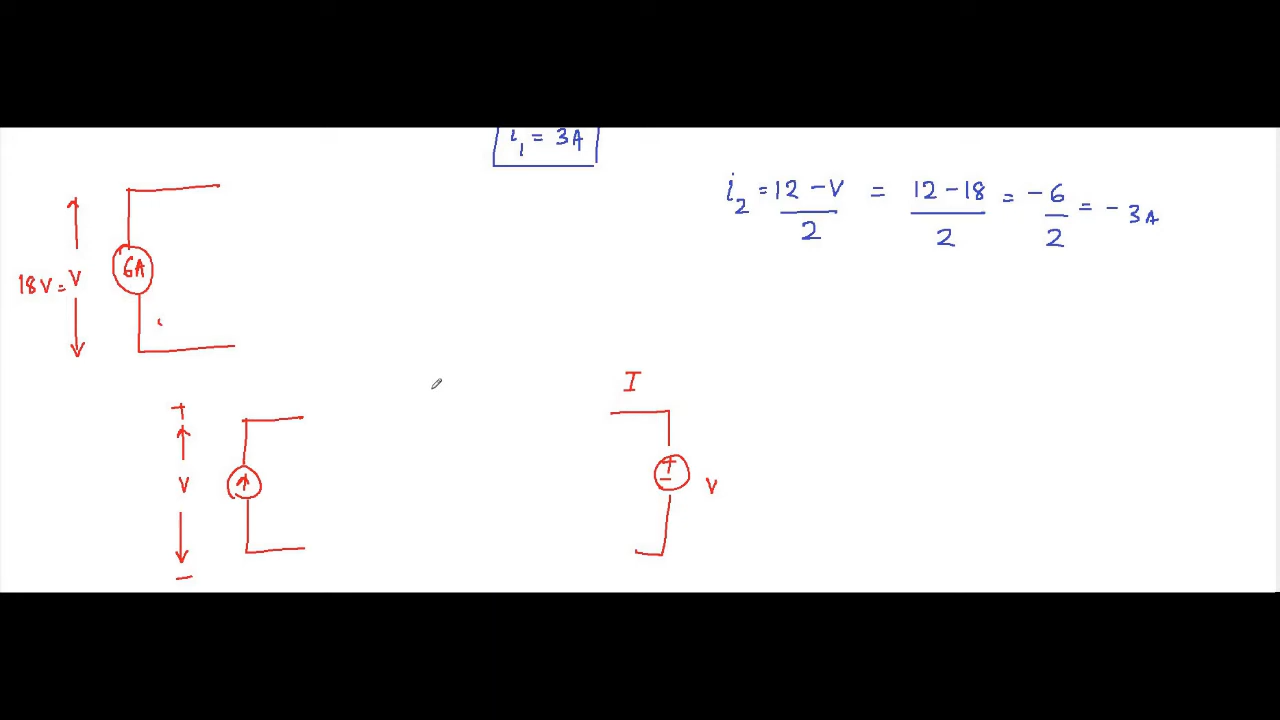 i₁ = 3A
i₂ = 12 - V / 2 = 12 - 18 / 2 = -6 / 2 = -3A
6A
18V = V
I
+
V
-
+
-
V